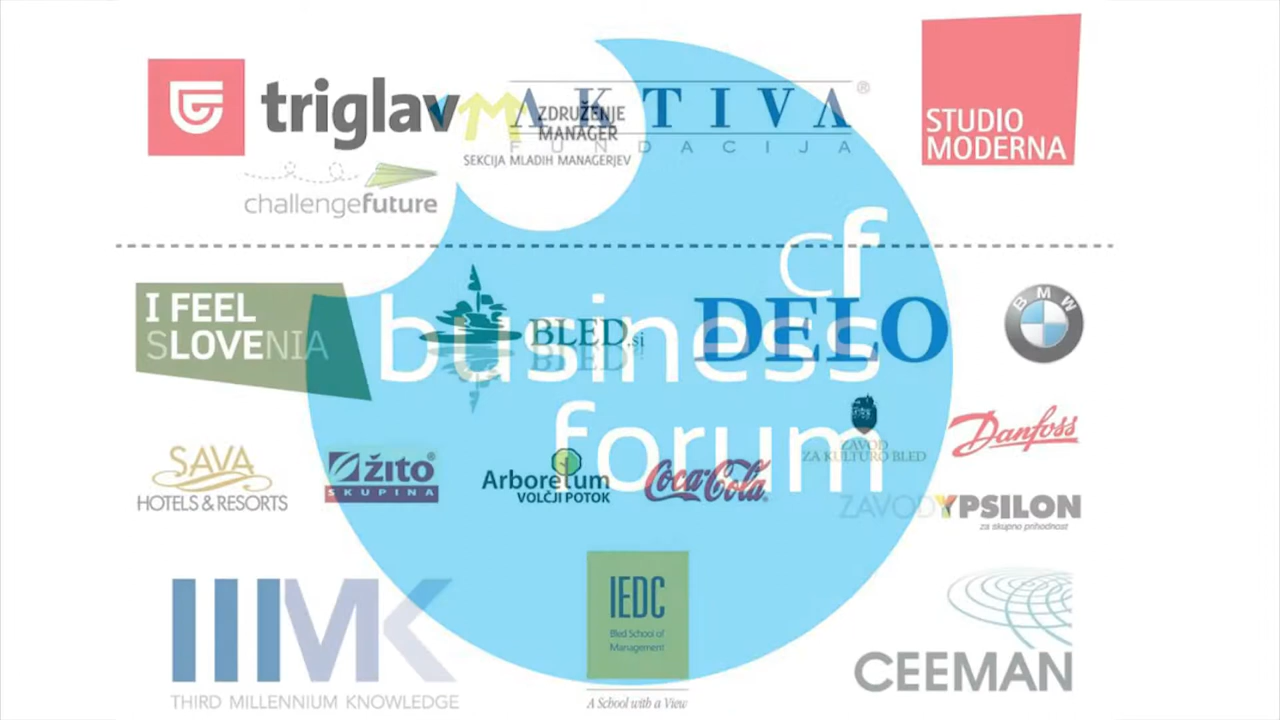 triglav
ZDRUŽENJE
MANAGER
SEKCIJA MLADIH MANAGERJEV
AKTIVA®
FUNDACIJA
STUDIO
MODERNA
challengefuture
cf
business
forum
I FEEL
SLOVENIA
BLED.si
DELO
BMW
SAVA
HOTELS & RESORTS
žito®
SKUPINA
Arboretum
VOLČJI POTOK
Coca-Cola®
ZAVOD
ZA KULTURO BLED
Danfoss
ZAVODYPSILON
za skupno prihodnost
IIIMK
THIRD MILLENNIUM KNOWLEDGE
IEDC
Bled School of
Management
A School with a View
CEEMAN